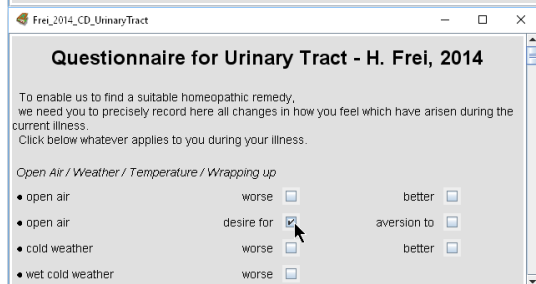 Frei_2014_CD_UrinaryTract
Questionnaire for Urinary Tract - H. Frei, 2014
To enable us to find a suitable homeopathic remedy,
we need you to precisely record here all changes in how you feel which have arisen during the
current illness.
Click below whatever applies to you during your illness.
Open Air / Weather / Temperature / Wrapping up
• open air worse better
• open air desire for aversion to
• cold weather worse better
• wet cold weather worse